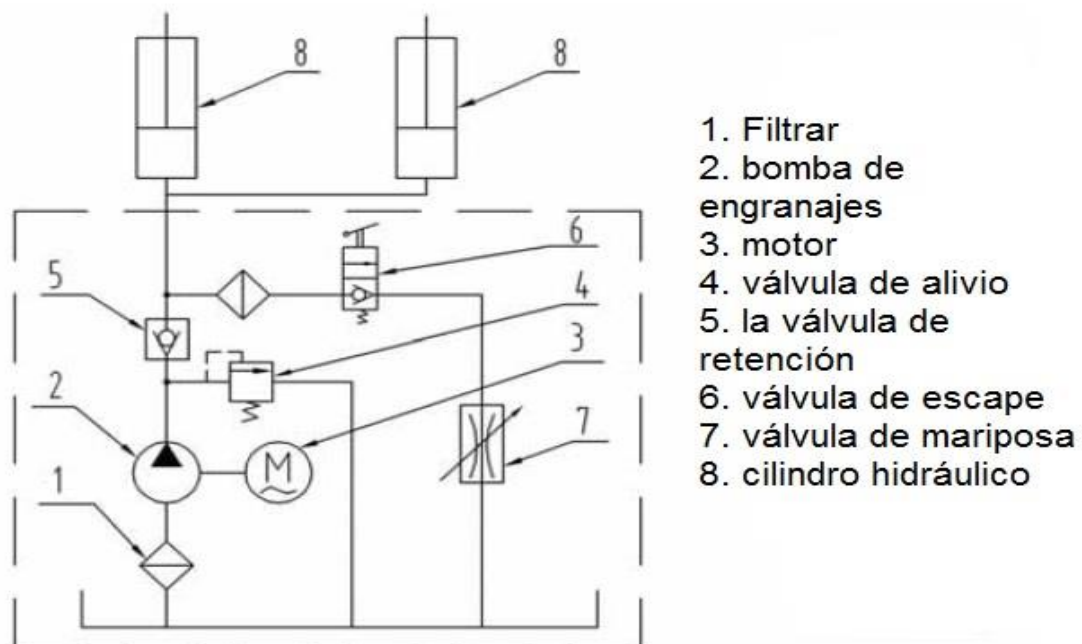 8
8
6
5
4
3
2
7
1
M
1. Filtrar
2. bomba de
engranajes
3. motor
4. válvula de alivio
5. la válvula de
retención
6. válvula de escape
7. válvula de mariposa
8. cilindro hidráulico